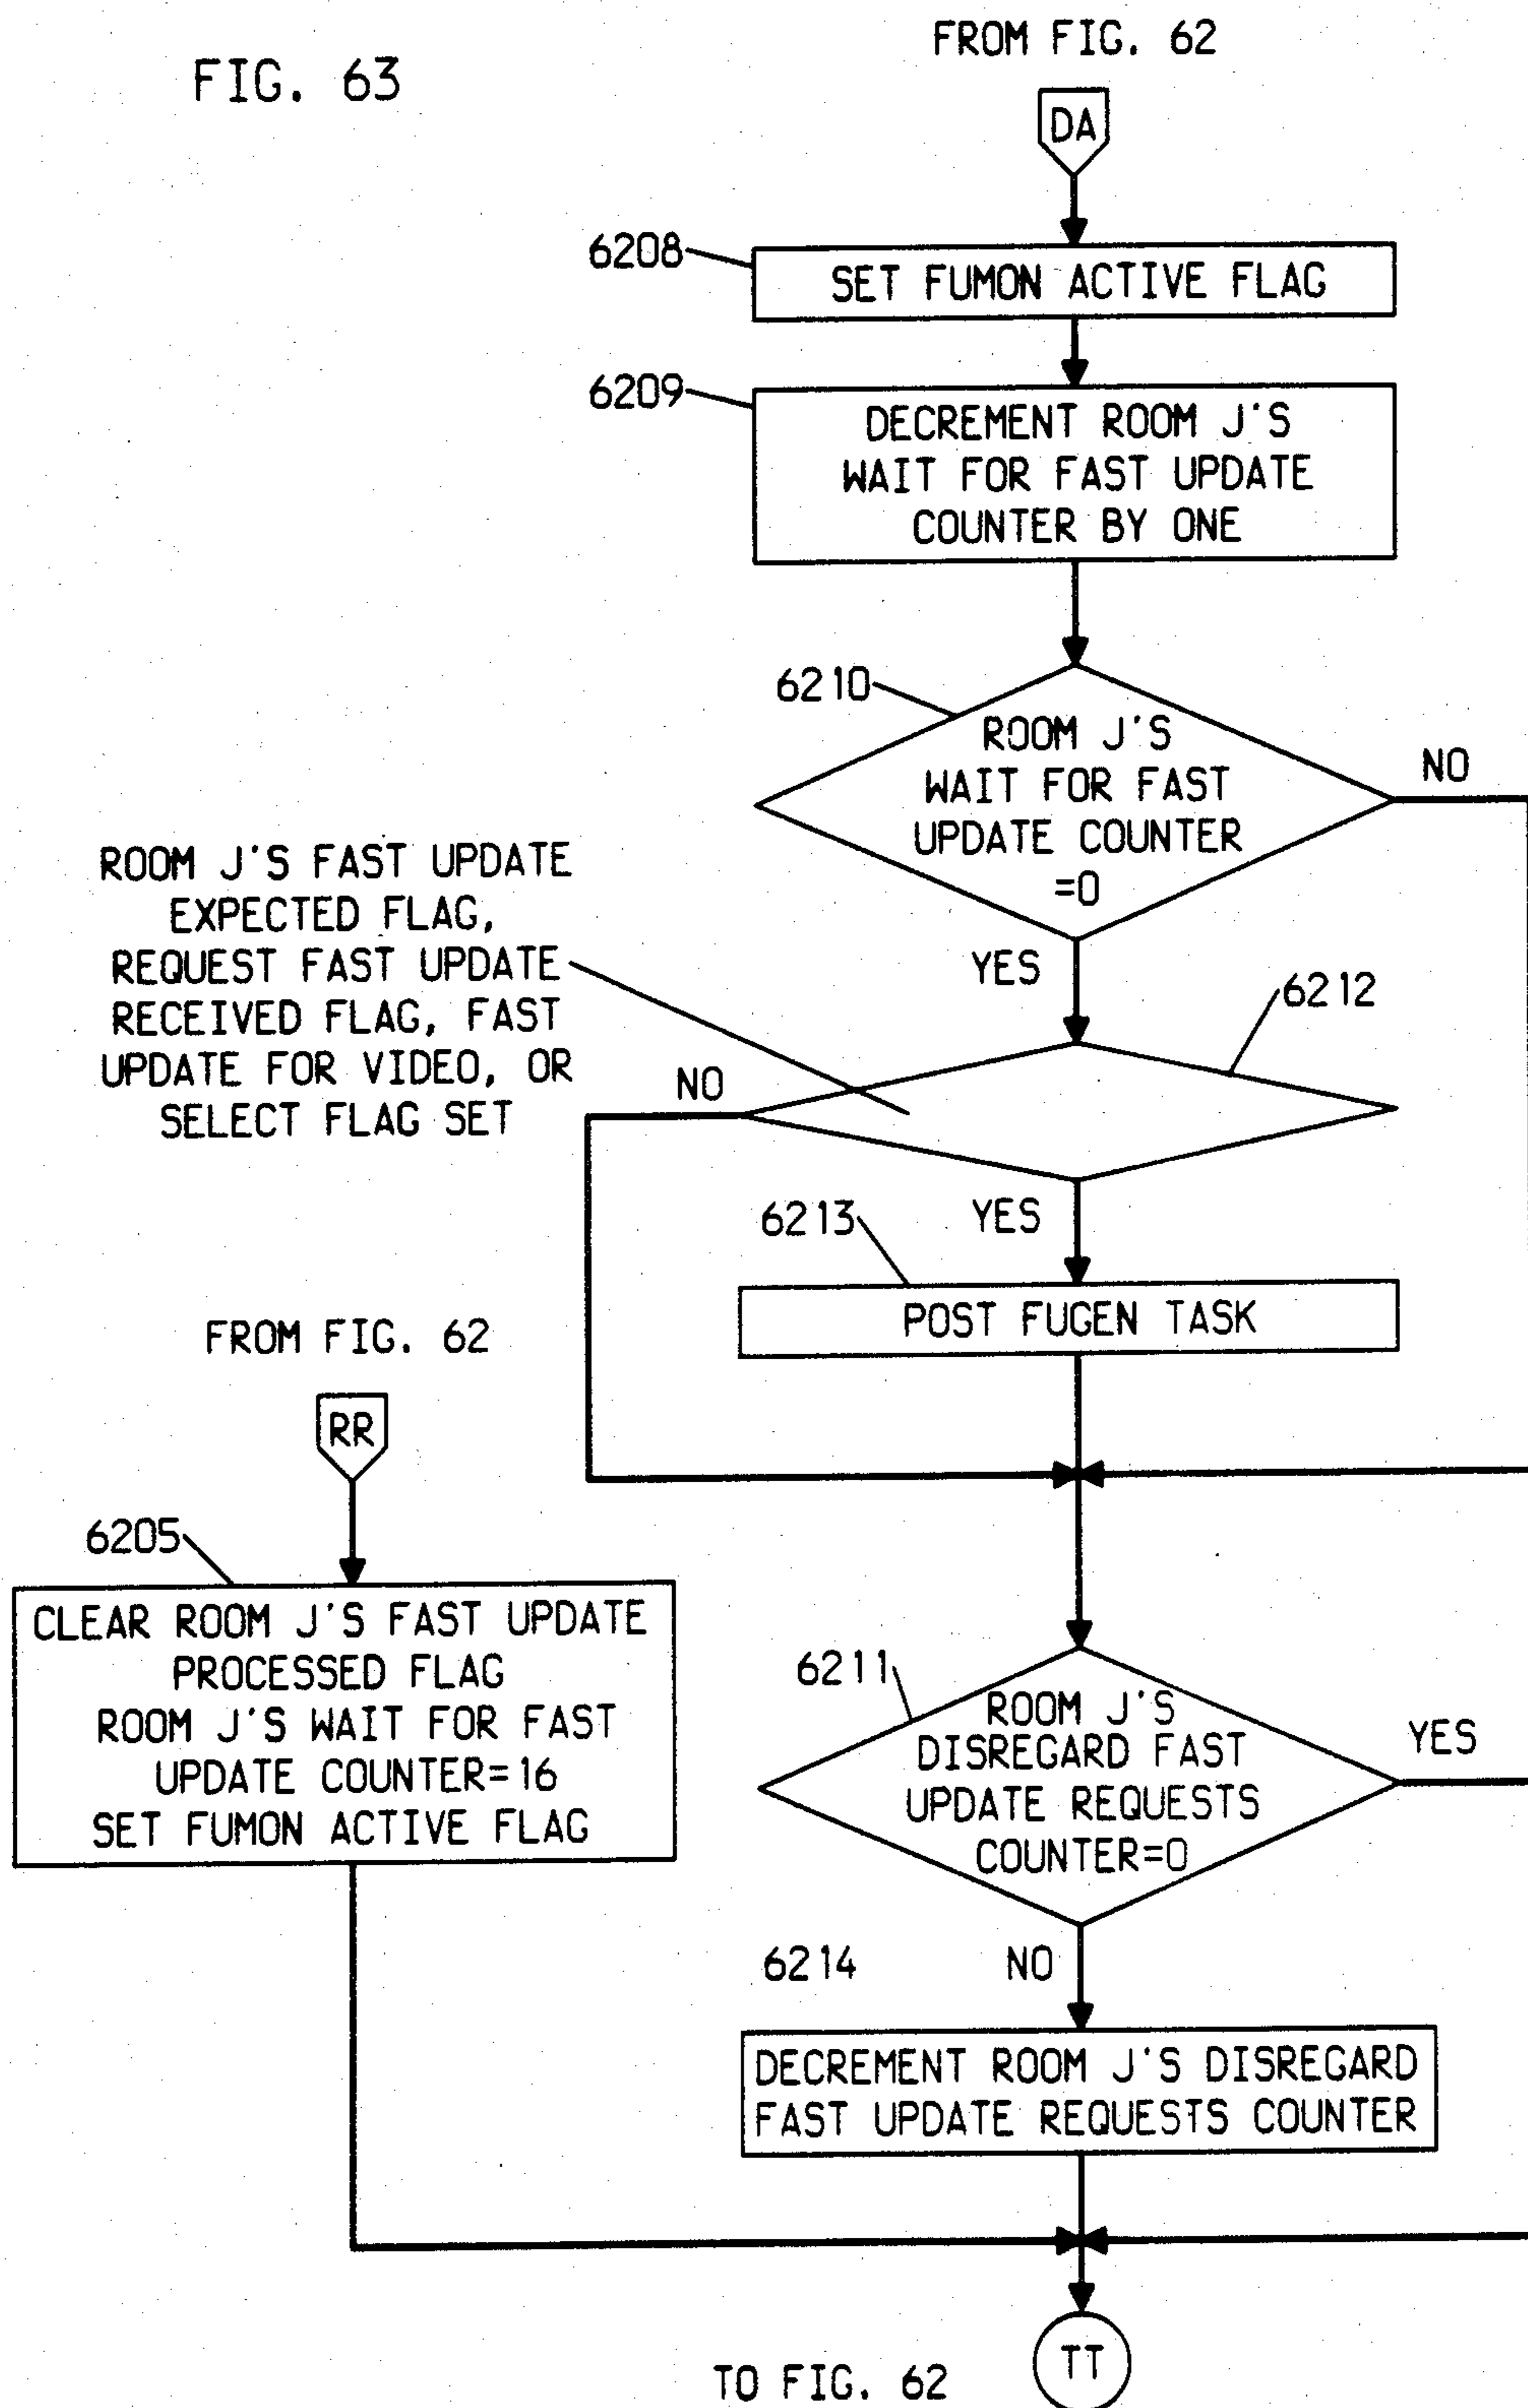 FIG. 63
FROM FIG. 62
DA
6208
SET FUMON ACTIVE FLAG
6209
DECREMENT ROOM J'S
WAIT FOR FAST UPDATE
COUNTER BY ONE
6210
ROOM J'S
WAIT FOR FAST
UPDATE COUNTER
=0
NO
YES
ROOM J'S FAST UPDATE
EXPECTED FLAG,
REQUEST FAST UPDATE
RECEIVED FLAG, FAST
UPDATE FOR VIDEO, OR
SELECT FLAG SET
6212
NO
YES
6213
POST FUGEN TASK
FROM FIG. 62
RR
6205
CLEAR ROOM J'S FAST UPDATE
PROCESSED FLAG
ROOM J'S WAIT FOR FAST
UPDATE COUNTER=16
SET FUMON ACTIVE FLAG
6211
ROOM J'S
DISREGARD FAST
UPDATE REQUESTS
COUNTER=0
YES
NO
6214
DECREMENT ROOM J'S DISREGARD
FAST UPDATE REQUESTS COUNTER
TT
TO FIG. 62